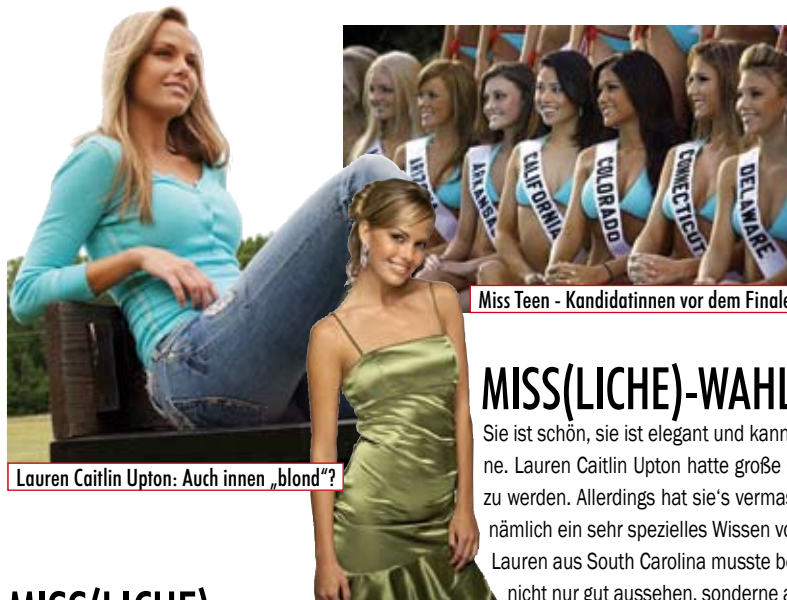 ARKANSAS
CALIFORNIA
COLORADO
CONNECTICUT
DELAWARE
Miss Teen - Kandidatinnen vor dem Finale
Lauren Caitlin Upton: Auch innen „blond“?
MISS(LICHE)-WAHL
Sie ist schön, sie ist elegant und kann
ne. Lauren Caitlin Upton hatte große
zu werden. Allerdings hat sie‘s vermas
nämlich ein sehr spezielles Wissen vo
Lauren aus South Carolina musste be
nicht nur gut aussehen, sonderne a
MISS(LICHE)-